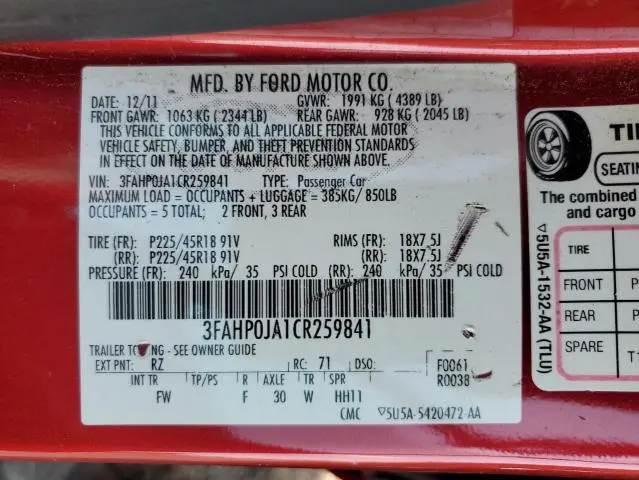 MFD. BY FORD MOTOR CO.
DATE: 12/11 GVWR: 1991 KG ( 4389 LB)
FRONT GAWR: 1063 KG ( 2344 LB) REAR GAWR: 928 KG ( 2045 LB)
THIS VEHICLE CONFORMS TO ALL APPLICABLE FEDERAL MOTOR
VEHICLE SAFETY, BUMPER, AND THEFT PREVENTION STANDARDS
IN EFFECT ON THE DATE OF MANUFACTURE SHOWN ABOVE.
VIN: 3FAHP0JA1CR259841 TYPE: Passenger Car
MAXIMUM LOAD = OCCUPANTS + LUGGAGE = 385KG/ 850LB
OCCUPANTS = 5 TOTAL; 2 FRONT, 3 REAR
TIRE (FR): P225/45R18 91V RIMS (FR): 18X7.5J
(RR): P225/45R18 91V (RR): 18X7.5J
PRESSURE (FR): 240 kPa/ 35 PSI COLD (RR): 240 kPa/ 35 PSI COLD
3FAHP0JA1CR259841
TRAILER TOWING - SEE OWNER GUIDE
EXT PNT: RZ RC: 71 DSO: F0061
R0038
INT TR TP/PS R AXLE TR SPR
FW F 30 W HH11
CMC ▽5U5A-5420472-AA
▽5U5A-1532-AA (TLU)
SEATIN
The combined
and cargo
TIRE
FRONT P
REAR P
SPARE T1